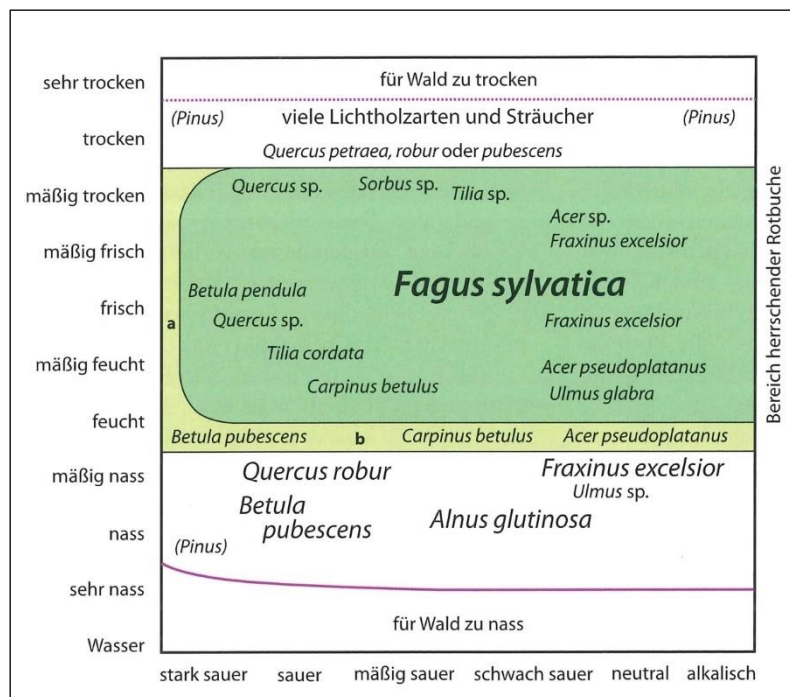 sehr trocken
für Wald zu trocken
(Pinus)
viele Lichtholzarten und Sträucher
(Pinus)
trocken
Quercus petraea, robur oder pubescens
mäßig trocken
Quercus sp.
Sorbus sp.
Tilia sp.
Acer sp.
mäßig frisch
Fraxinus excelsior
Fagus sylvatica
Betula pendula
frisch
a
Quercus sp.
Fraxinus excelsior
Tilia cordata
mäßig feucht
Acer pseudoplatanus
Carpinus betulus
Ulmus glabra
feucht
Betula pubescens
b
Carpinus betulus
Acer pseudoplatanus
mäßig nass
Quercus robur
Fraxinus excelsior
Ulmus sp.
Betula
pubescens
Alnus glutinosa
nass
(Pinus)
sehr nass
für Wald zu nass
Wasser
stark sauer
sauer
mäßig sauer
schwach sauer
neutral
alkalisch
Bereich herrschender Rotbuche